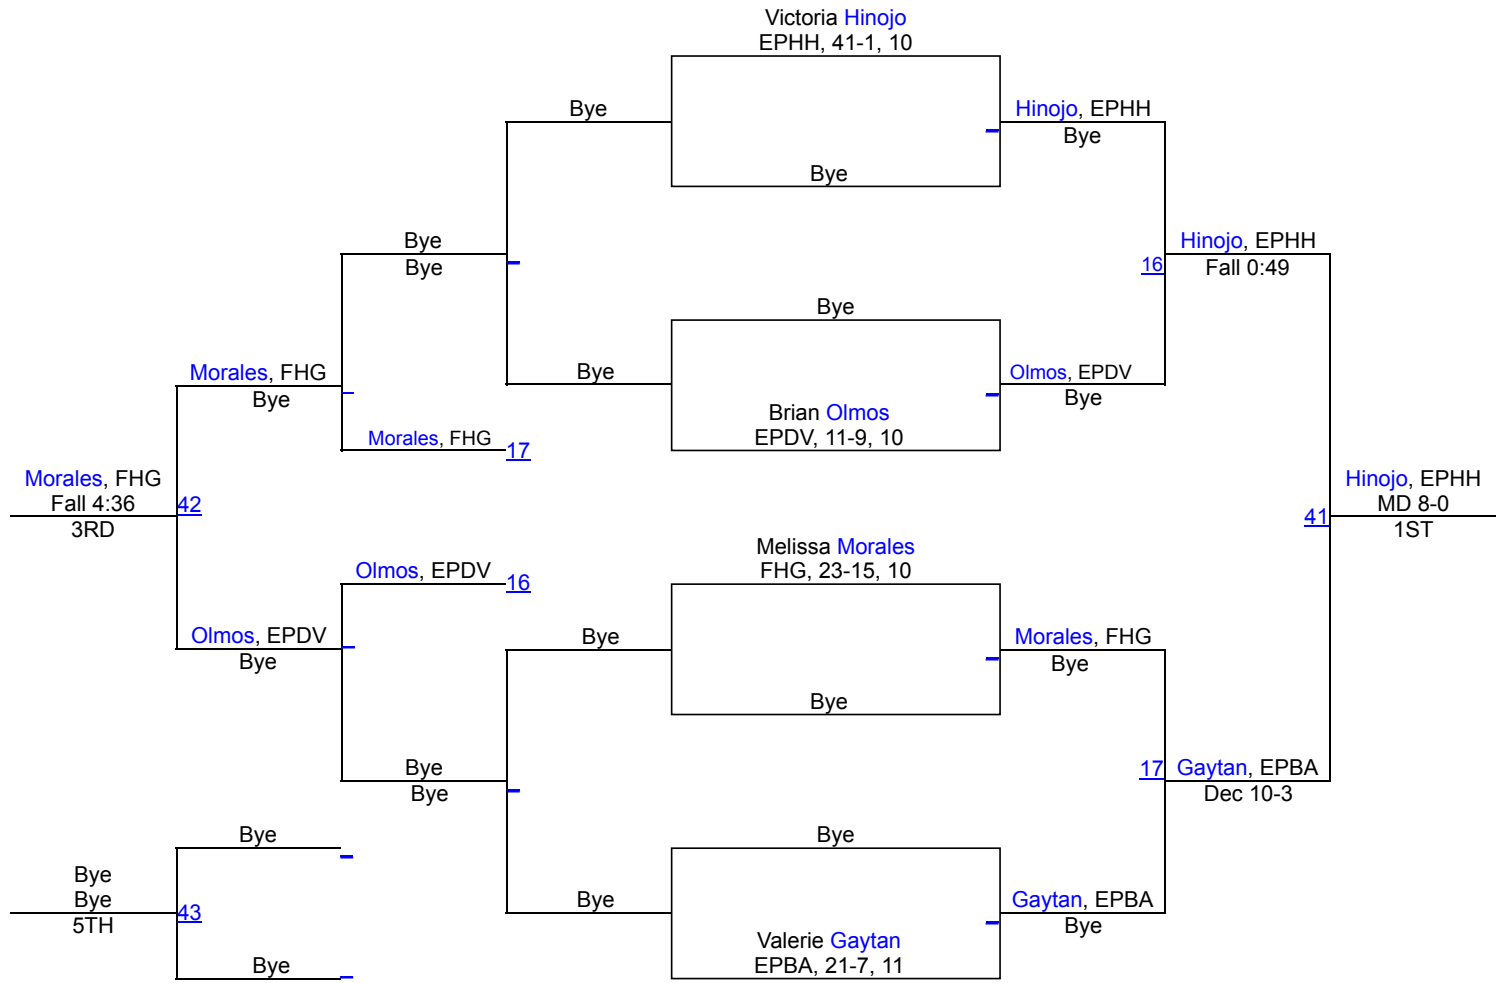 Victoria Hinojo
EPHH, 41-1, 10
Bye
Hinojo, EPHH
Bye
Bye
Bye
Bye
Hinojo, EPHH
16
Fall 0:49
Bye
Morales, FHG
Bye
Bye
Olmos, EPDV
Bye
Brian Olmos
EPDV, 11-9, 10
Morales, FHG
17
Morales, FHG
Fall 4:36
42
3RD
Hinojo, EPHH
MD 8-0
41
1ST
Melissa Morales
FHG, 23-15, 10
Olmos, EPDV
16
Olmos, EPDV
Bye
Bye
Morales, FHG
Bye
Bye
Bye
Bye
17
Gaytan, EPBA
Dec 10-3
Bye
Bye
Bye
Bye
43
5TH
Bye
Gaytan, EPBA
Bye
Valerie Gaytan
EPBA, 21-7, 11
Bye